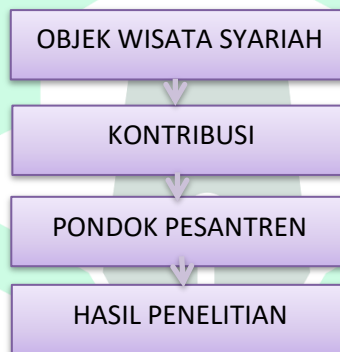 OBJEK WISATA SYARIAH
KONTRIBUSI
PONDOK PESANTREN
HASIL PENELITIAN